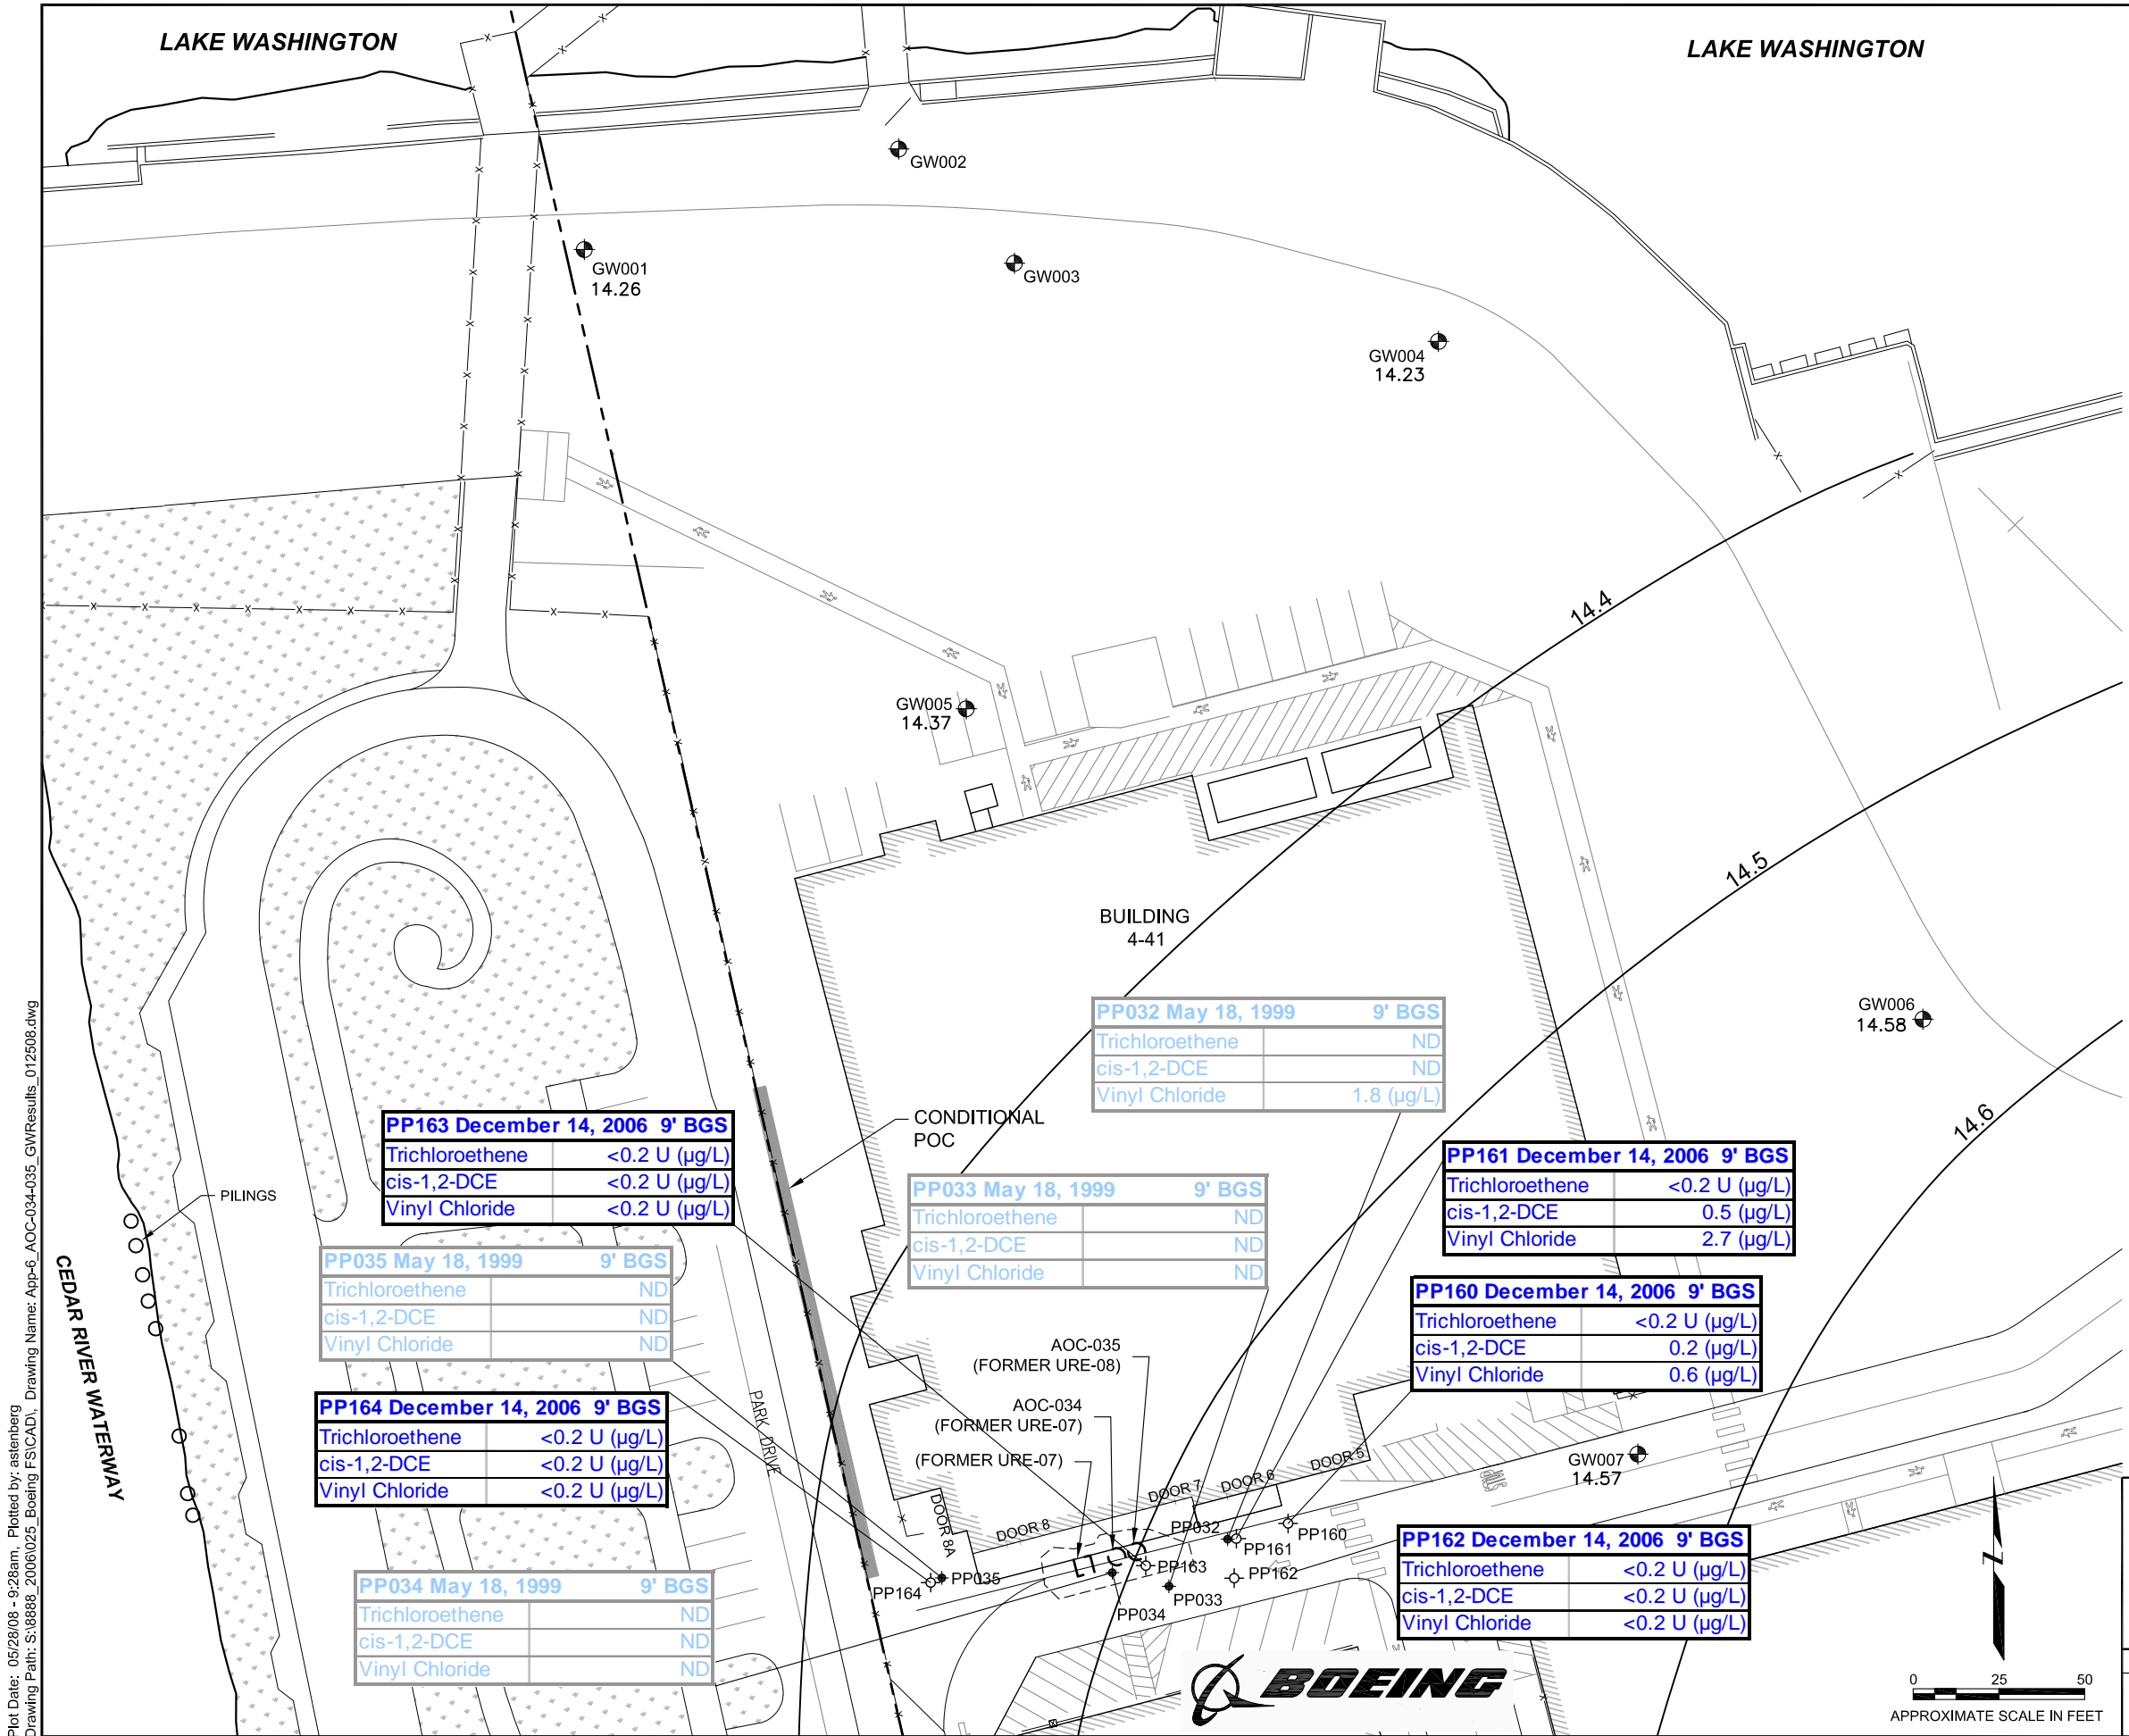 LAKE WASHINGTON
LAKE WASHINGTON
GW002
GW001
14.26
GW003
GW004
14.23
14.4
GW005
14.37
14.5
BUILDING
4-41
GW006
14.58
14.6
PP032 May 18, 1999 9' BGS
Trichloroethene ND
cis-1,2-DCE ND
Vinyl Chloride 1.8 (µg/L)
CONDITIONAL
POC
PP163 December 14, 2006 9' BGS
Trichloroethene <0.2 U (µg/L)
cis-1,2-DCE <0.2 U (µg/L)
Vinyl Chloride <0.2 U (µg/L)
PILINGS
PP033 May 18, 1999 9' BGS
Trichloroethene ND
cis-1,2-DCE ND
Vinyl Chloride ND
PP161 December 14, 2006 9' BGS
Trichloroethene <0.2 U (µg/L)
cis-1,2-DCE 0.5 (µg/L)
Vinyl Chloride 2.7 (µg/L)
PP035 May 18, 1999 9' BGS
Trichloroethene ND
cis-1,2-DCE ND
Vinyl Chloride ND
PP160 December 14, 2006 9' BGS
Trichloroethene <0.2 U (µg/L)
cis-1,2-DCE 0.2 (µg/L)
Vinyl Chloride 0.6 (µg/L)
CEDAR RIVER WATERWAY
AOC-035
(FORMER URE-08)
AOC-034
(FORMER URE-07)
(FORMER URE-07)
PP164 December 14, 2006 9' BGS
Trichloroethene <0.2 U (µg/L)
cis-1,2-DCE <0.2 U (µg/L)
Vinyl Chloride <0.2 U (µg/L)
PARK DRIVE
GW007
14.57
DOOR 5
DOOR 6
DOOR 7
DOOR 8
DOOR 8A
PP032
PP160
PP161
PP163
PP162
PP164
PP035
PP033
PP034
PP162 December 14, 2006 9' BGS
Trichloroethene <0.2 U (µg/L)
cis-1,2-DCE <0.2 U (µg/L)
Vinyl Chloride <0.2 U (µg/L)
PP034 May 18, 1999 9' BGS
Trichloroethene ND
cis-1,2-DCE ND
Vinyl Chloride ND
BOEING
N
0 25 50
APPROXIMATE SCALE IN FEET
Plot Date: 05/28/08 - 9:28am, Plotted by: astenberg
Drawing Path: S:\8888_2006\025_Boeing FS\CAD\, Drawing Name: App-6_AOC-034-035_GWResults_012508.dwg